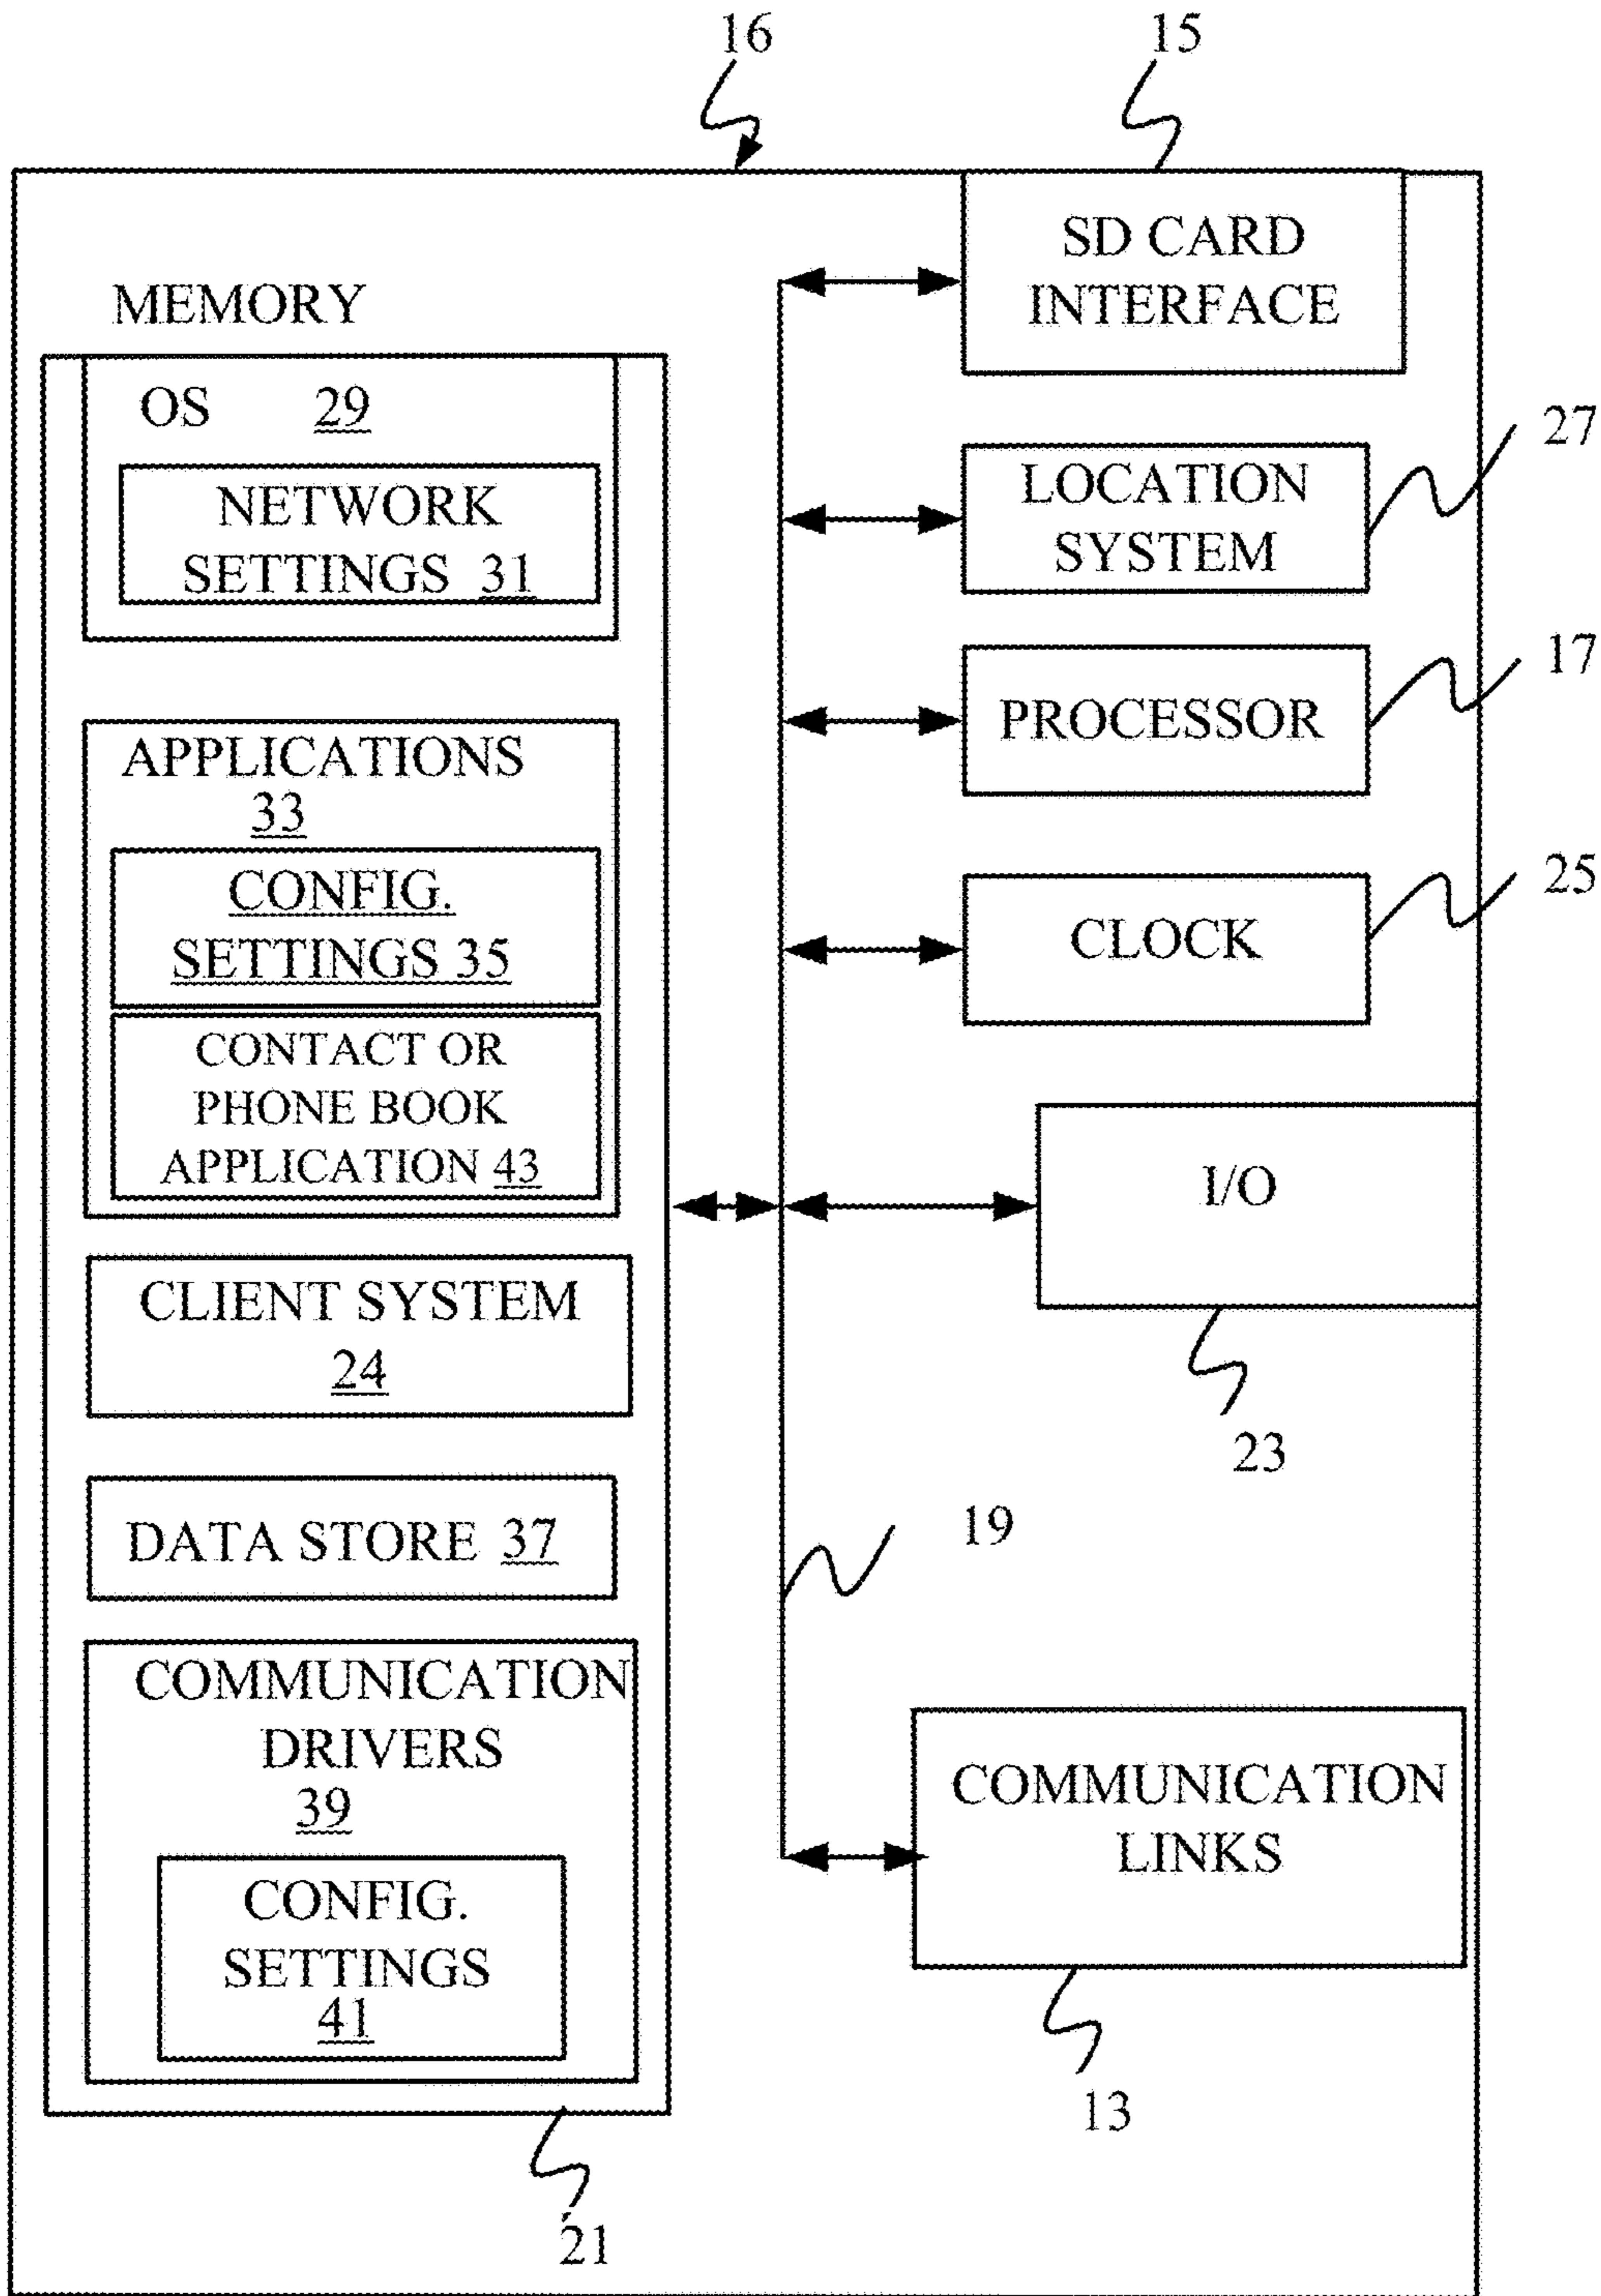 16
15
MEMORY
OS 29
NETWORK
SETTINGS 31
APPLICATIONS
33
CONFIG.
SETTINGS 35
CONTACT OR
PHONE BOOK
APPLICATION 43
CLIENT SYSTEM
24
DATA STORE 37
COMMUNICATION
DRIVERS
39
CONFIG.
SETTINGS
41
21
SD CARD
INTERFACE
LOCATION
SYSTEM
27
PROCESSOR
17
CLOCK
25
I/O
23
19
COMMUNICATION
LINKS
13